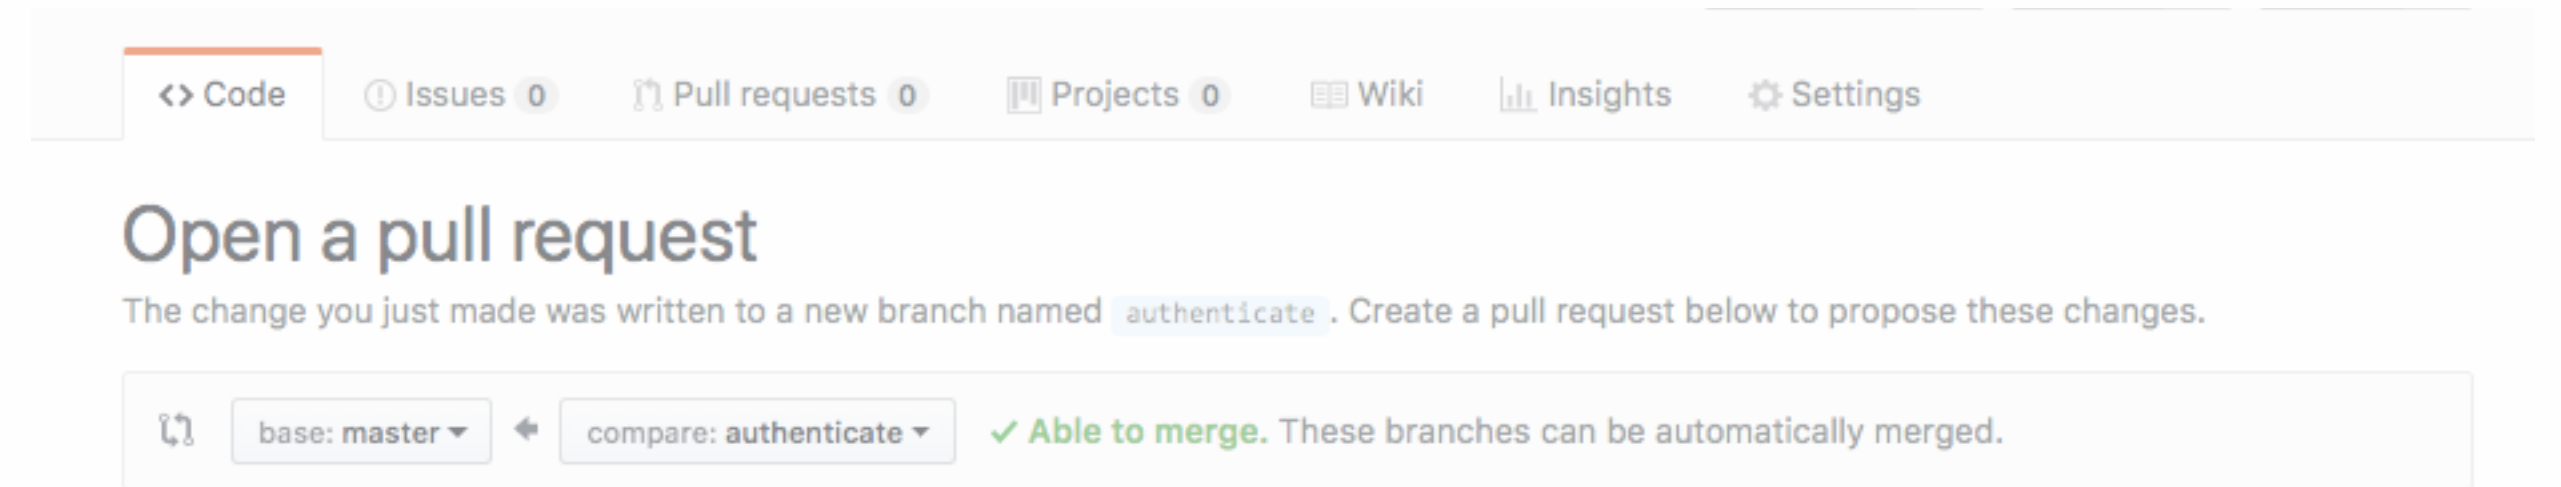 Code Issues 0 Pull requests 0 Projects 0 Wiki Insights Settings
Open a pull request
The change you just made was written to a new branch named authenticate. Create a pull request below to propose these changes.
base: master compare: authenticate Able to merge. These branches can be automatically merged.